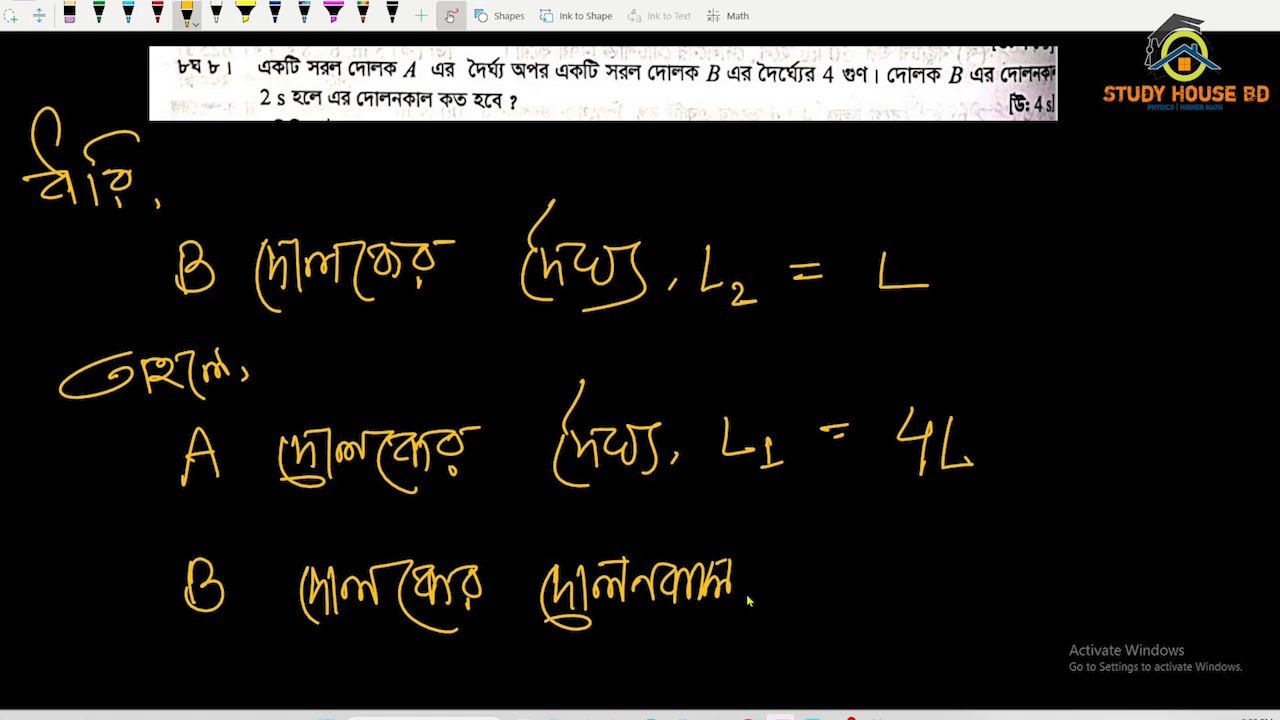 Shapes Ink to Shape Ink to Text Math
৮ঘ ৮। একটি সরল দোলক A এর দৈর্ঘ্য অপর একটি সরল দোলক B এর দৈর্ঘ্যের 4 গুণ। দোলক B এর দোলনকা
2 s হলে এর দোলনকাল কত হবে ?
[উ: 4 s]
STUDY HOUSE BD
PHYSICS | HIGHER MATH
ধরি,
B দোলকের দৈর্ঘ্য, L2 = L
তাহলে,
A দোলকের দৈর্ঘ্য, L1 = 4L
B দোলকের দোলনকাল
Activate Windows
Go to Settings to activate Windows.